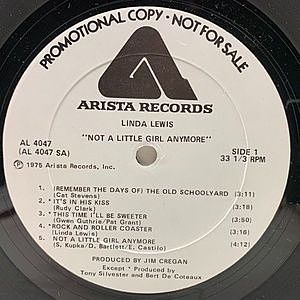 PROMOTIONAL COPY · NOT FOR SALE
ARISTA RECORDS
LINDA LEWIS
AL 4047
(AL 4047 SA)
"NOT A LITTLE GIRL ANYMORE"
SIDE 1
33 1/3 RPM
Ⓟ 1975 Arista Records, Inc.
1. (REMEMBER THE DAYS OF) THE OLD SCHOOLYARD (3:11)
(Cat Stevens)
2. *IT'S IN HIS KISS (3:18)
(Rudy Clark)
3. *THIS TIME I'LL BE SWEETER (3:50)
(Gwen Guthrie/Pat Grant)
4. *ROCK AND ROLLER COASTER (3:16)
(Linda Lewis)
5. NOT A LITTLE GIRL ANYMORE (4:12)
(S. Kupka/D. Bartlett/E. Castilo)
PRODUCED BY JIM CREGAN
Except * Produced by
Tony Silvester and Bert De Coteaux